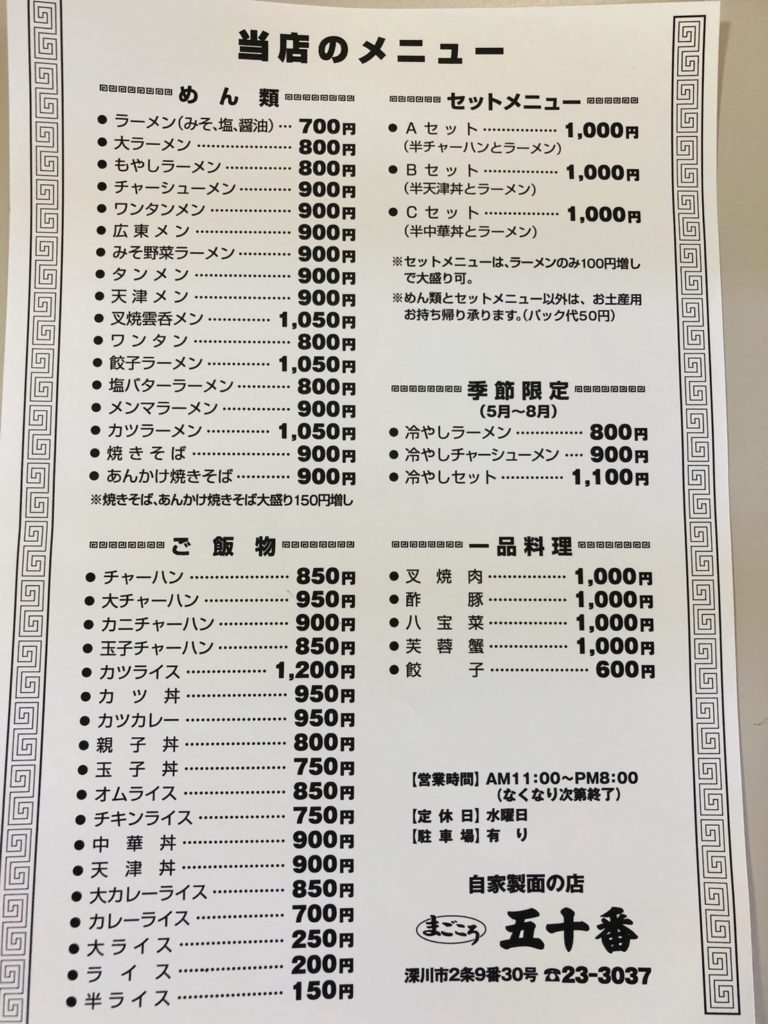 当店のメニュー
めん類
● ラーメン(みそ、塩、醤油)… 700円
● 大ラーメン………… 800円
● もやしラーメン……… 800円
● チャーシューメン…… 900円
● ワンタンメン………… 900円
● 広東メン………… 900円
● みそ野菜ラーメン…… 900円
● タンメン………… 900円
● 天津メン………… 900円
● 叉焼雲呑メン……… 1,050円
● ワンタン………… 800円
● 餃子ラーメン……… 1,050円
● 塩バターラーメン…… 800円
● メンマラーメン……… 900円
● カツラーメン……… 1,050円
● 焼きそば………… 900円
● あんかけ焼きそば…… 900円
※焼きそば、あんかけ焼きそば大盛り150円増し
ご飯物
● チャーハン………… 850円
● 大チャーハン……… 950円
● カニチャーハン……… 900円
● 玉子チャーハン……… 850円
● カツライス……… 1,200円
● カツ丼………… 950円
● カツカレー………… 950円
● 親子丼………… 800円
● 玉子丼………… 750円
● オムライス………… 850円
● チキンライス……… 750円
● 中華丼………… 900円
● 天津丼………… 900円
● 大カレーライス……… 850円
● カレーライス……… 700円
● 大ライス………… 250円
● ライス………… 200円
● 半ライス………… 150円
セットメニュー
● Aセット………… 1,000円
(半チャーハンとラーメン)
● Bセット………… 1,000円
(半天津丼とラーメン)
● Cセット………… 1,000円
(半中華丼とラーメン)
※セットメニューは、ラーメンのみ100円増し
で大盛り可。
※めん類とセットメニュー以外は、お土産用
お持ち帰り承ります。(パック代50円)
季節限定
(5月〜8月)
● 冷やしラーメン………… 800円
● 冷やしチャーシューメン… 900円
● 冷やしセット………… 1,100円
一品料理
● 叉焼肉………… 1,000円
● 酢豚………… 1,000円
● 八宝菜………… 1,000円
● 芙蓉蟹………… 1,000円
● 餃子………… 600円
【営業時間】AM11:00〜PM8:00
(なくなり次第終了)
【定休日】水曜日
【駐車場】有り
自家製面の店
まごころ 五十番
深川市2条9番30号 ☎23-3037